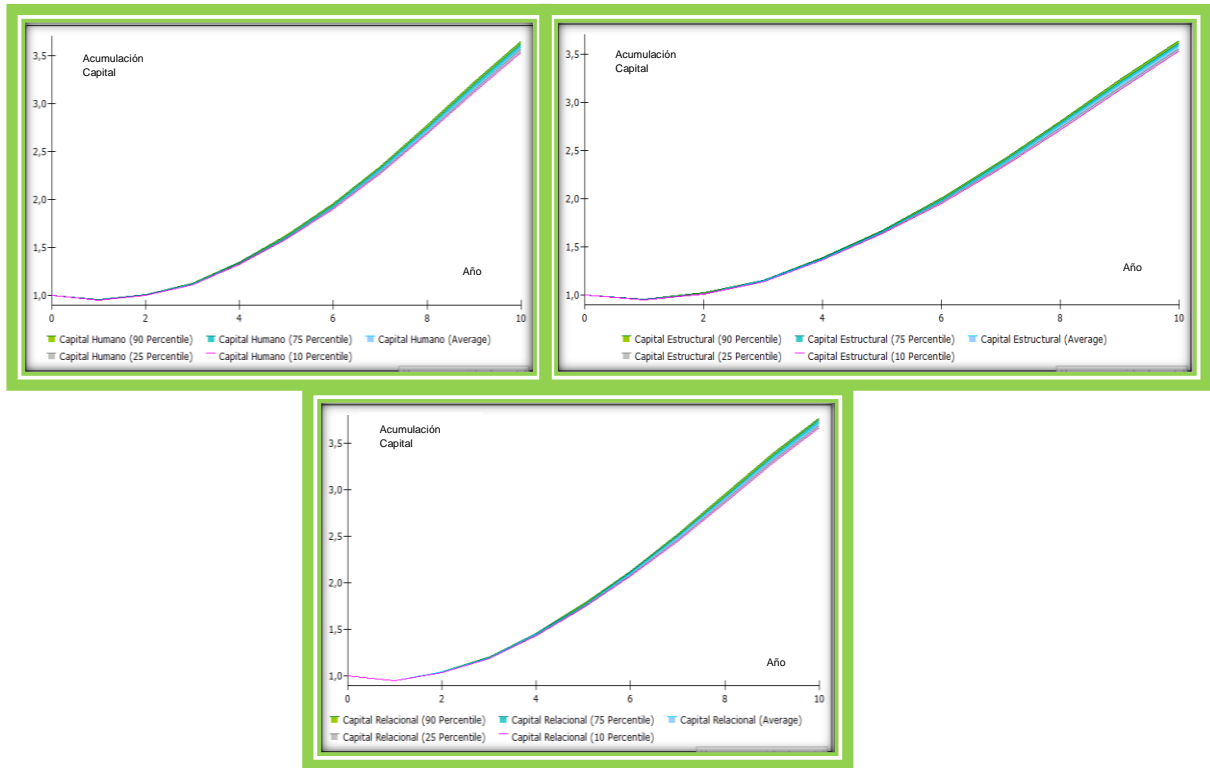 Acumulación
Capital
3,5
3,0
2,5
2,0
1,5
1,0
Año
0 2 4 6 8 10
Capital Humano (90 Percentile) Capital Humano (75 Percentile) Capital Humano (Average)
Capital Humano (25 Percentile) Capital Humano (10 Percentile)
Acumulación
Capital
3,5
3,0
2,5
2,0
1,5
1,0
Año
0 2 4 6 8 10
Capital Estructural (90 Percentile) Capital Estructural (75 Percentile) Capital Estructural (Average)
Capital Estructural (25 Percentile) Capital Estructural (10 Percentile)
Acumulación
Capital
3,5
3,0
2,5
2,0
1,5
1,0
Año
0 2 4 6 8 10
Capital Relacional (90 Percentile) Capital Relacional (75 Percentile) Capital Relacional (Average)
Capital Relacional (25 Percentile) Capital Relacional (10 Percentile)